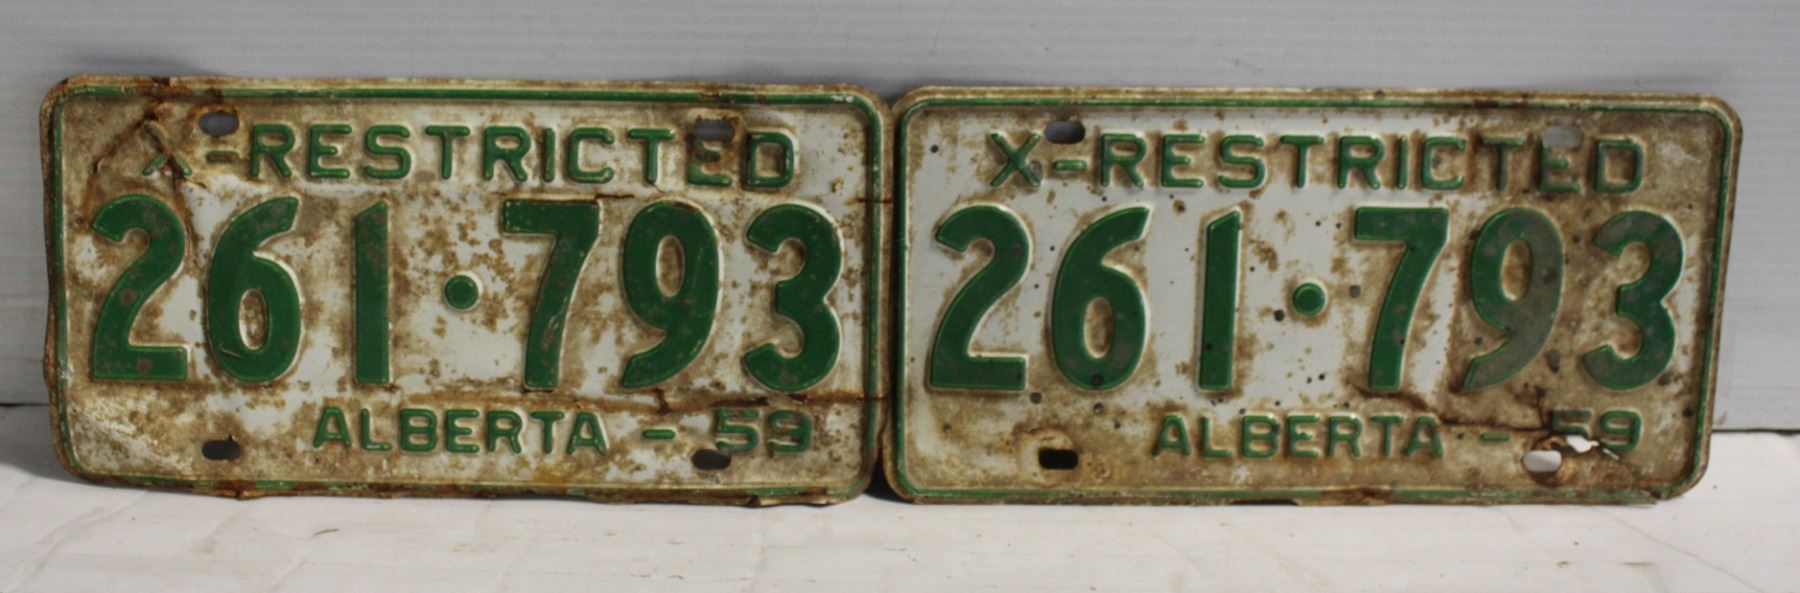 X-RESTRICTED
261·793
ALBERTA - 59
X-RESTRICTED
261·793
ALBERTA - 59